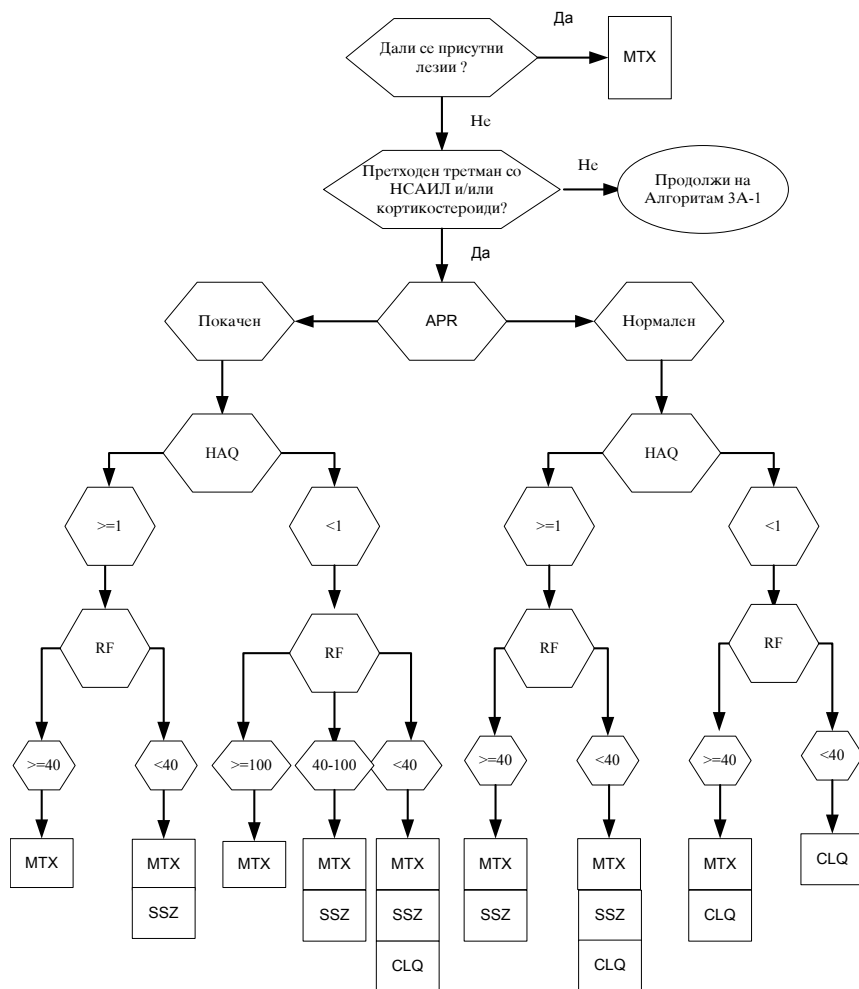 Да
Дали се присутни
лезии ?
MTX
Не
Претходен третман со
НСАИЛ и/или
кортикостероиди?
Не
Продолжи на
Алгоритам 3А-1
Да
Покачен
APR
Нормален
HAQ
HAQ
>=1
<1
>=1
<1
RF
RF
RF
RF
>=40
<40
>=100
40-100
<40
>=40
<40
>=40
<40
MTX
MTX
SSZ
MTX
MTX
SSZ
MTX
SSZ
CLQ
MTX
SSZ
MTX
SSZ
CLQ
MTX
CLQ
CLQ